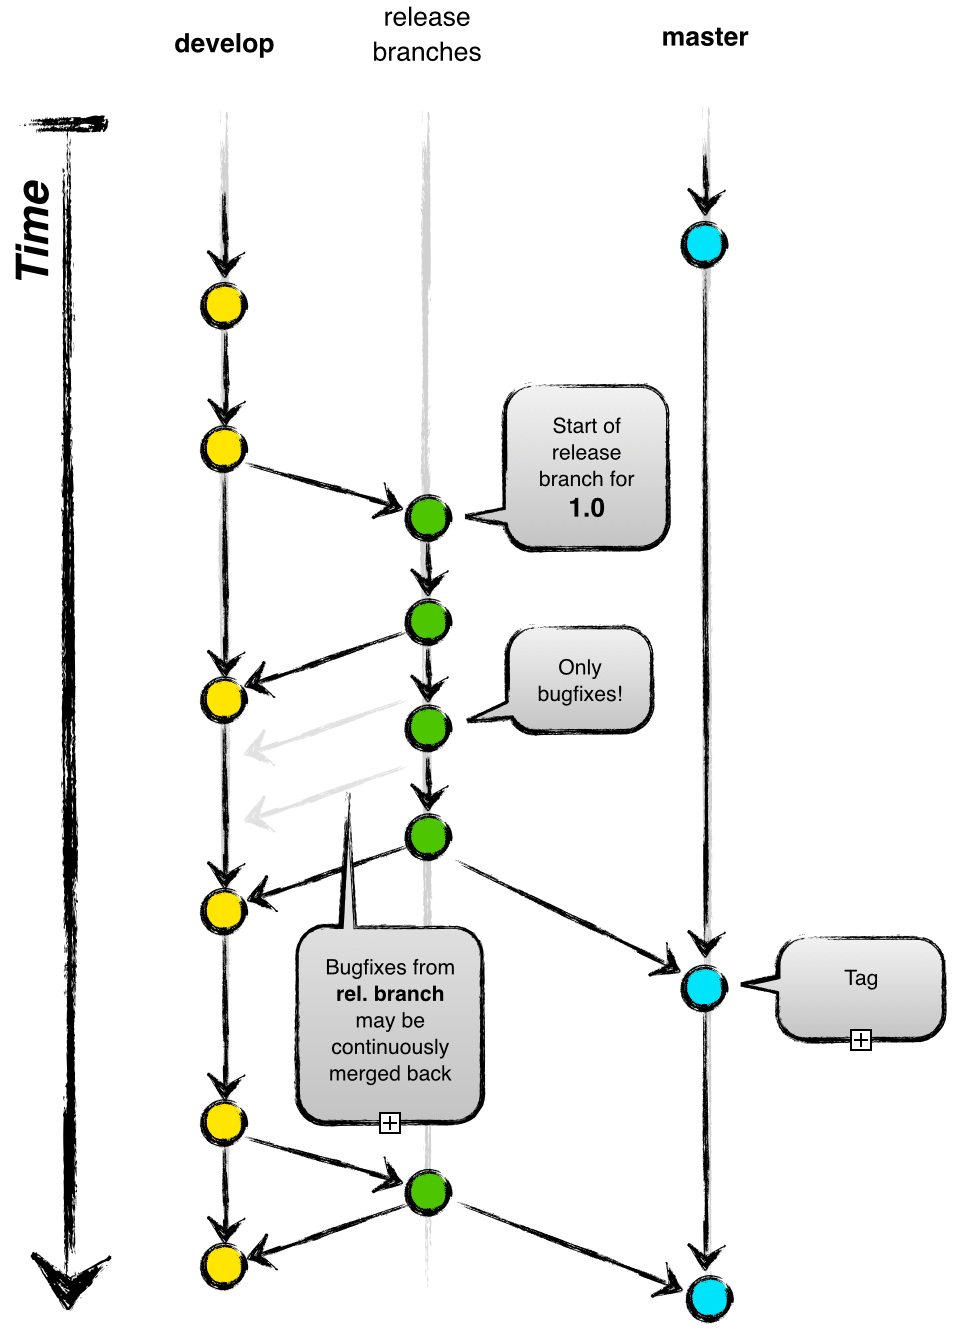 develop
release
branches
master
Time
Start of
release
branch for
1.0
Only
bugfixes!
Bugfixes from
rel. branch
may be
continuously
merged back
Tag